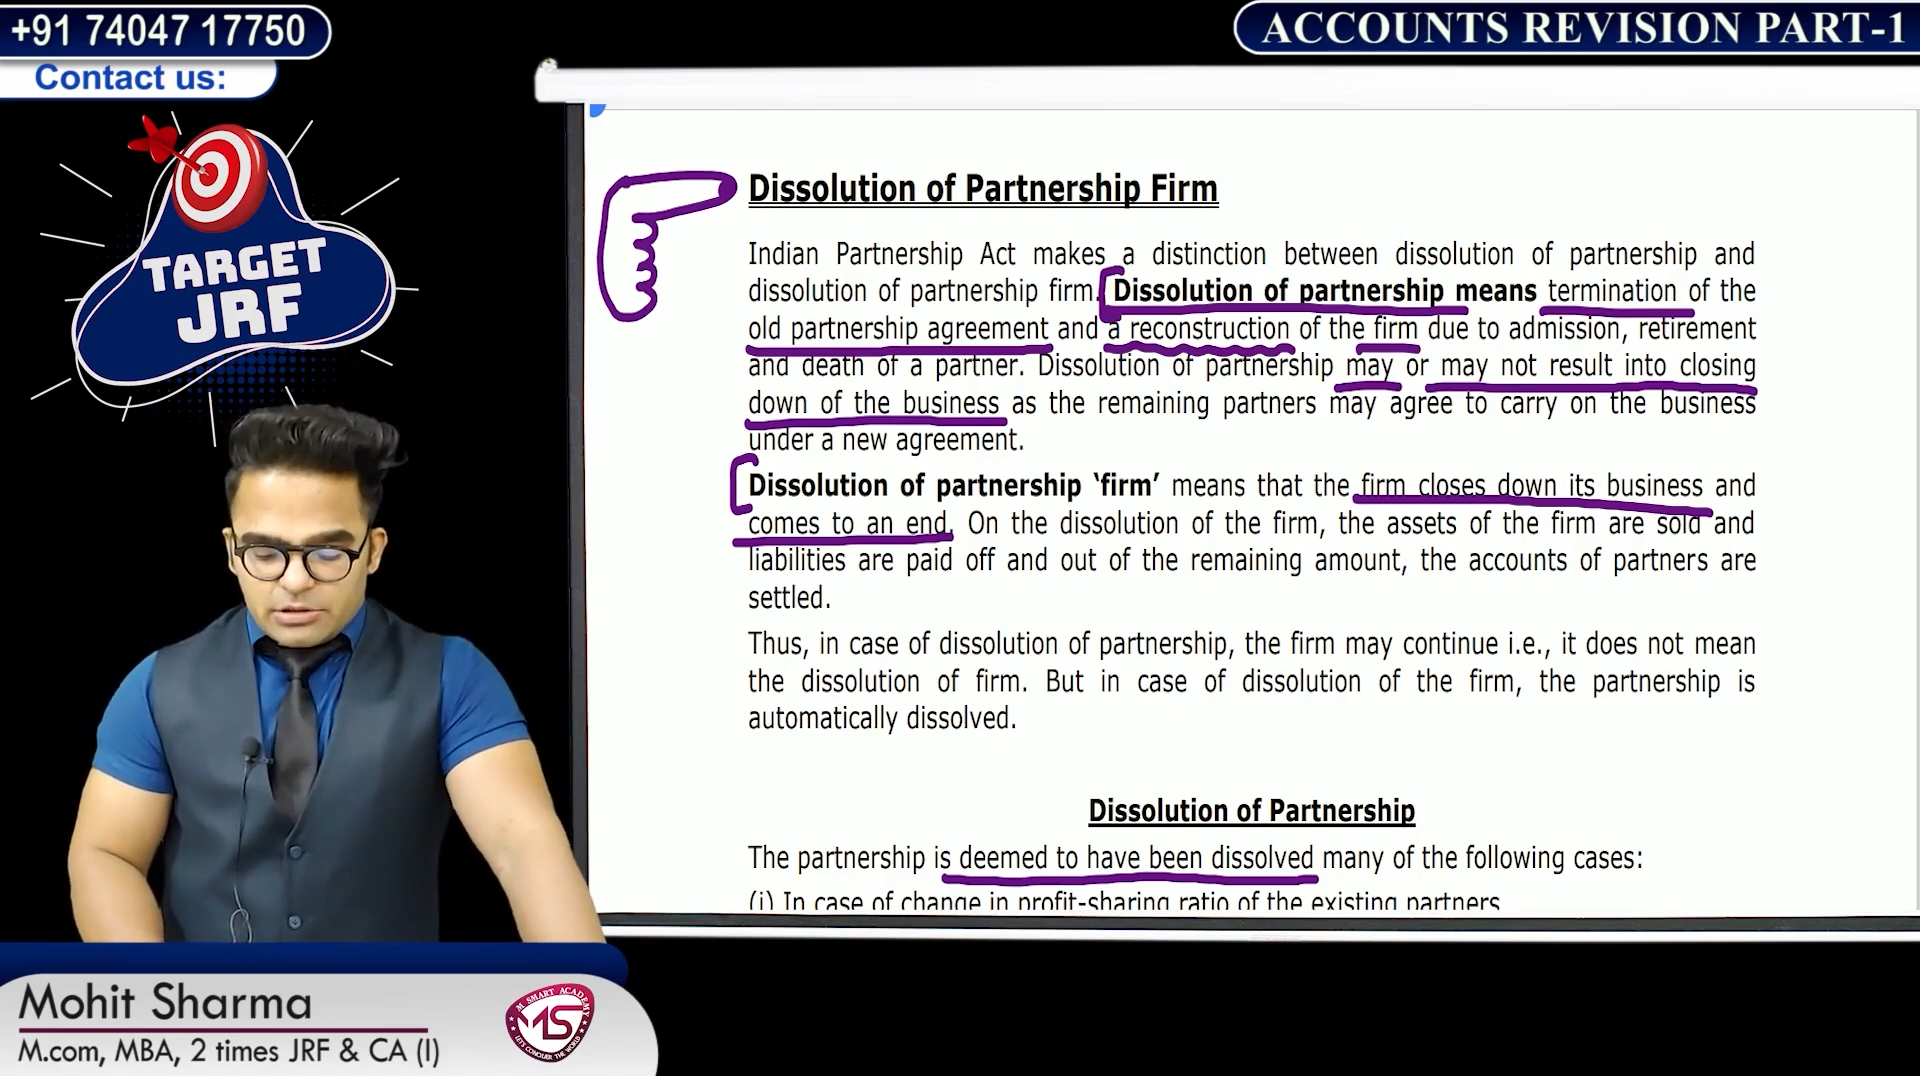 +91 74047 17750
Contact us:
ACCOUNTS REVISION PART-1
TARGET
JRF
Dissolution of Partnership Firm
Indian Partnership Act makes a distinction between dissolution of partnership and
dissolution of partnership firm. Dissolution of partnership means termination of the
old partnership agreement and a reconstruction of the firm due to admission, retirement
and death of a partner. Dissolution of partnership may or may not result into closing
down of the business as the remaining partners may agree to carry on the business
under a new agreement.
Dissolution of partnership ‘firm’ means that the firm closes down its business and
comes to an end. On the dissolution of the firm, the assets of the firm are sold and
liabilities are paid off and out of the remaining amount, the accounts of partners are
settled.
Thus, in case of dissolution of partnership, the firm may continue i.e., it does not mean
the dissolution of firm. But in case of dissolution of the firm, the partnership is
automatically dissolved.
Dissolution of Partnership
The partnership is deemed to have been dissolved many of the following cases:
(i) In case of change in profit-sharing ratio of the existing partners
Mohit Sharma
M.com, MBA, 2 times JRF & CA (I)
M SMART ACADEMY
MS
LETS CONQUER THE WORLD